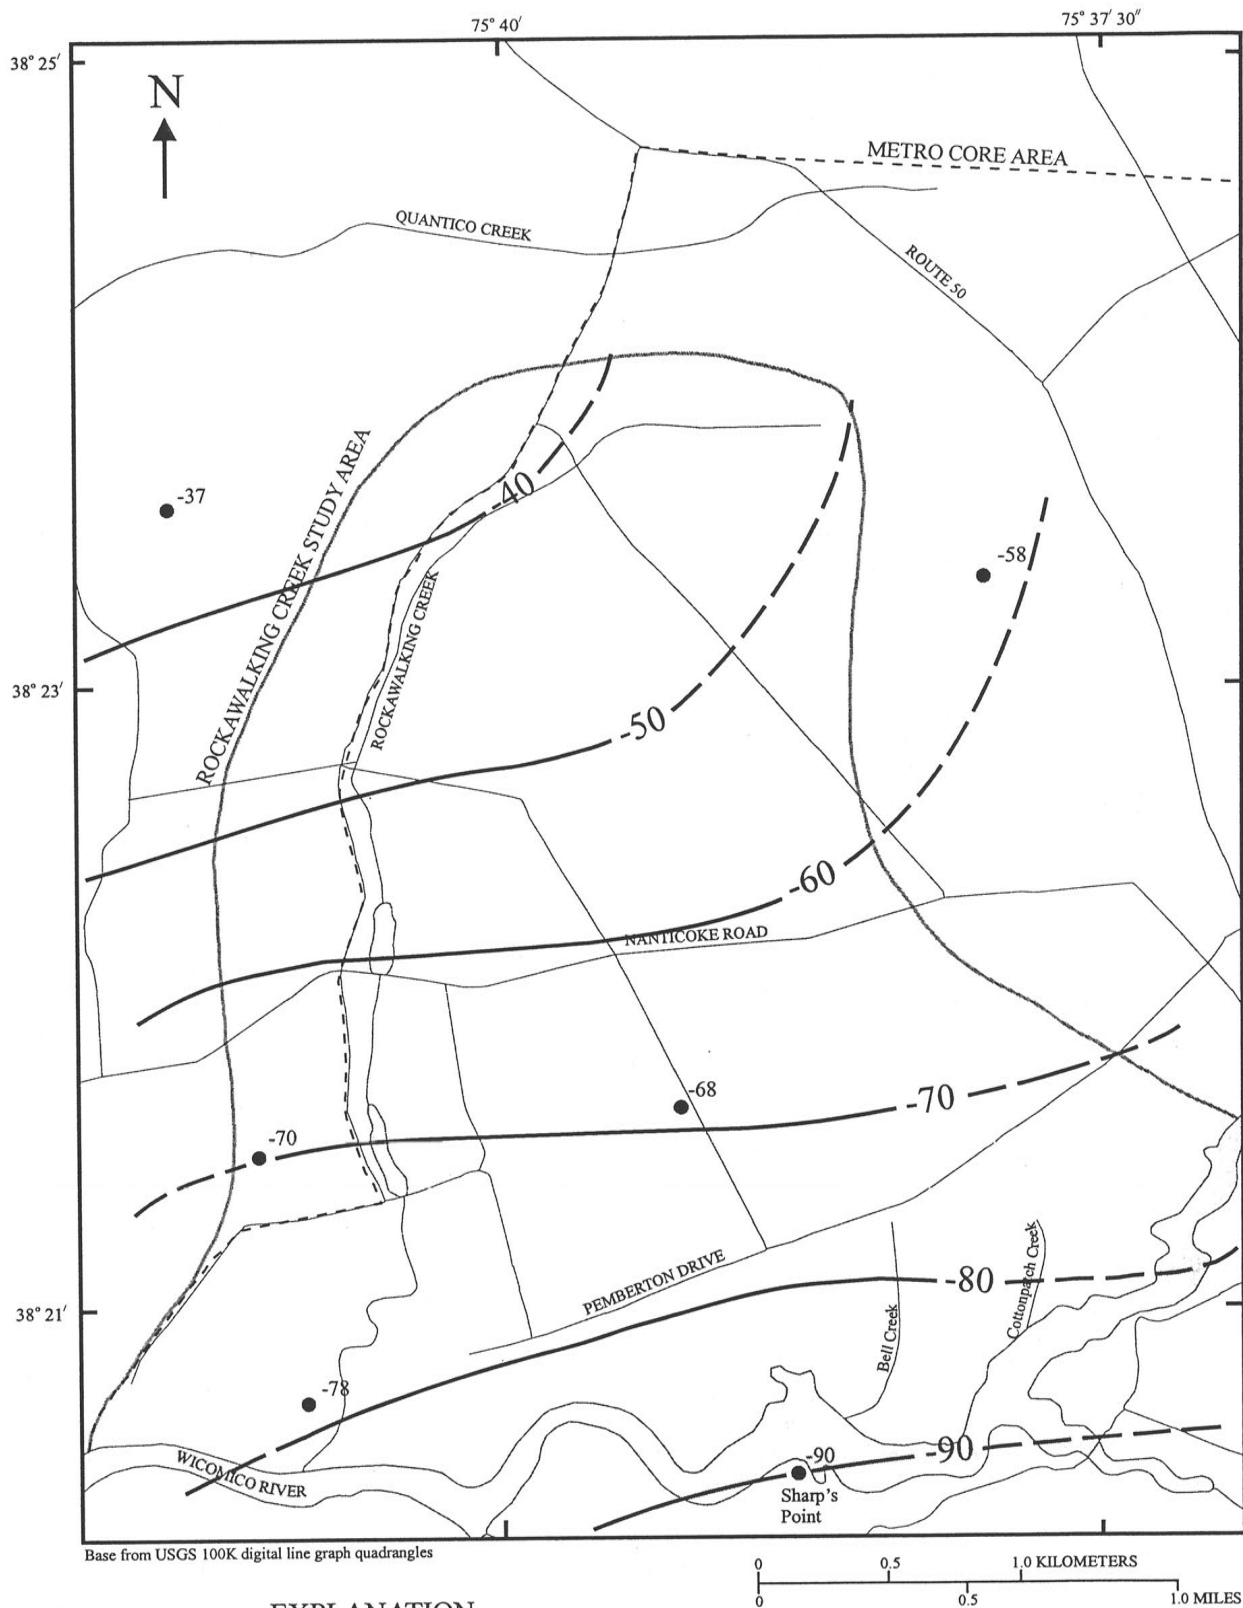 75° 40′
75° 37′ 30″
38° 25′
N
METRO CORE AREA
QUANTICO CREEK
ROUTE 50
ROCKAWALKING CREEK STUDY AREA
-37
-40
-58
ROCKAWALKING CREEK
38° 23′
-50
-60
NANTICOKE ROAD
-68
-70
-70
PEMBERTON DRIVE
-80
Bell Creek
Cottonpatch Creek
38° 21′
-78
WICOMICO RIVER
-90
-90
Sharp's
Point
Base from USGS 100K digital line graph quadrangles
0 0.5 1.0 KILOMETERS
0 0.5 1.0 MILES
EXPLANATION